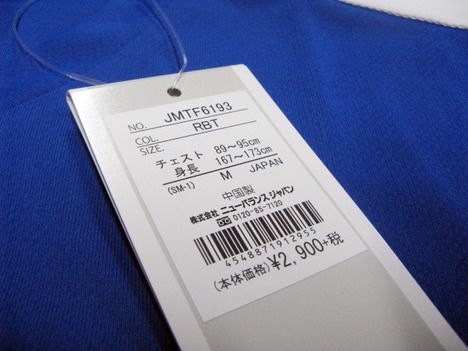 NO. JMTF6193
COL. RBT
SIZE.
チェスト 89～95cm
身長 167～173cm
(SM-1) M JAPAN
中国製
株式会社 ニューバランス ジャパン
0120-85-7120
4548871912955
(本体価格) ¥2,900+税